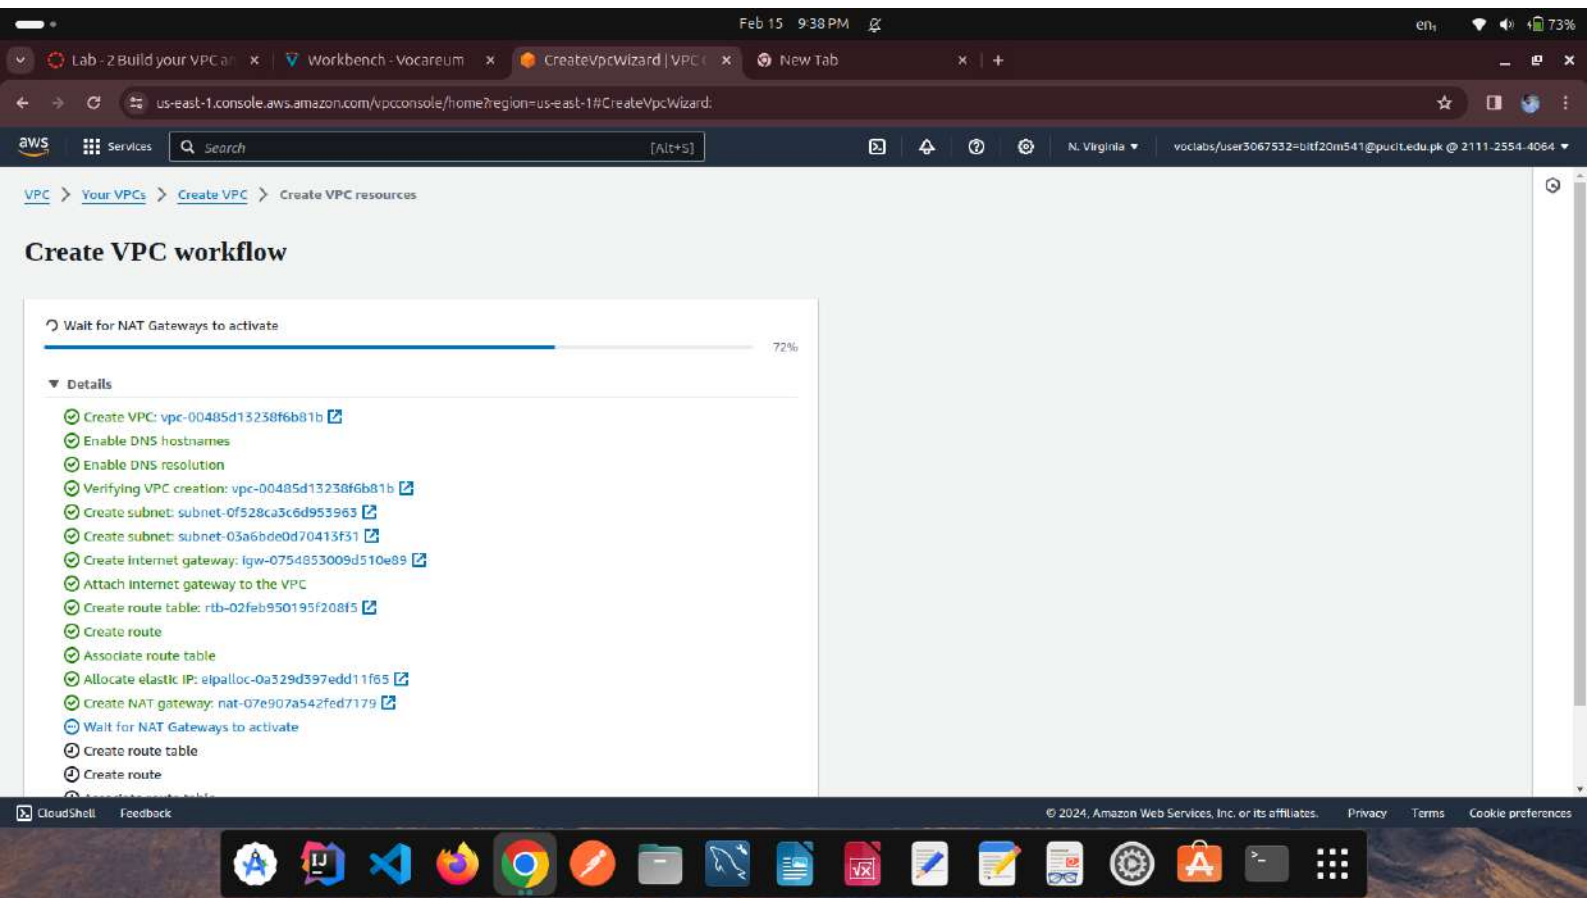 Feb 15 9:38 PM
en₁ 73%
Lab - 2 Build your VPC an
Workbench - Vocareum
CreateVpcWizard | VPC C
New Tab
us-east-1.console.aws.amazon.com/vpcconsole/home?region=us-east-1#CreateVpcWizard:
aws Services Search [Alt+S] N. Virginia voclabs/user3067532=bitf20m541@pucit.edu.pk @ 2111-2554-4064
VPC > Your VPCs > Create VPC > Create VPC resources
Create VPC workflow
Wait for NAT Gateways to activate
72%
Details
Create VPC: vpc-00485d13238f6b81b
Enable DNS hostnames
Enable DNS resolution
Verifying VPC creation: vpc-00485d13238f6b81b
Create subnet: subnet-0f528ca3c6d953963
Create subnet: subnet-03a6bde0d70413f31
Create internet gateway: igw-0754853009d510e89
Attach internet gateway to the VPC
Create route table: rtb-02feb950195f208f5
Create route
Associate route table
Allocate elastic IP: eipalloc-0a329d397edd11f65
Create NAT gateway: nat-07e907a542fed7179
Wait for NAT Gateways to activate
Create route table
Create route
CloudShell Feedback © 2024, Amazon Web Services, Inc. or its affiliates. Privacy Terms Cookie preferences